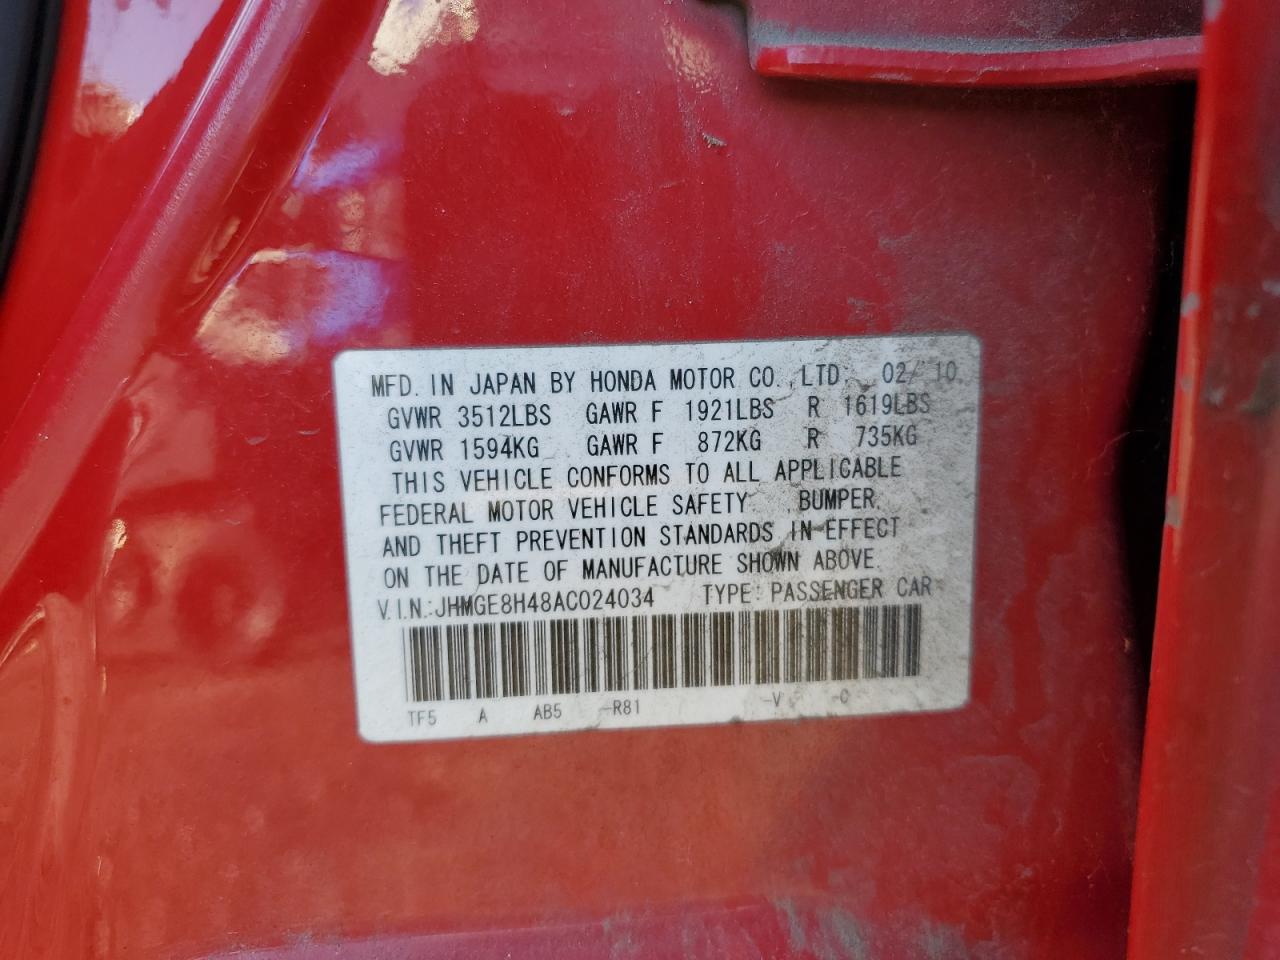 MFD. IN JAPAN BY HONDA MOTOR CO.,LTD 02/10
GVWR 3512LBS GAWR F 1921LBS R 1619LBS
GVWR 1594KG GAWR F 872KG R 735KG
THIS VEHICLE CONFORMS TO ALL APPLICABLE
FEDERAL MOTOR VEHICLE SAFETY, BUMPER,
AND THEFT PREVENTION STANDARDS IN EFFECT
ON THE DATE OF MANUFACTURE SHOWN ABOVE.
V.I.N.:JHMGE8H48AC024034 TYPE: PASSENGER CAR
TF5 A AB5 -R81 -V -C